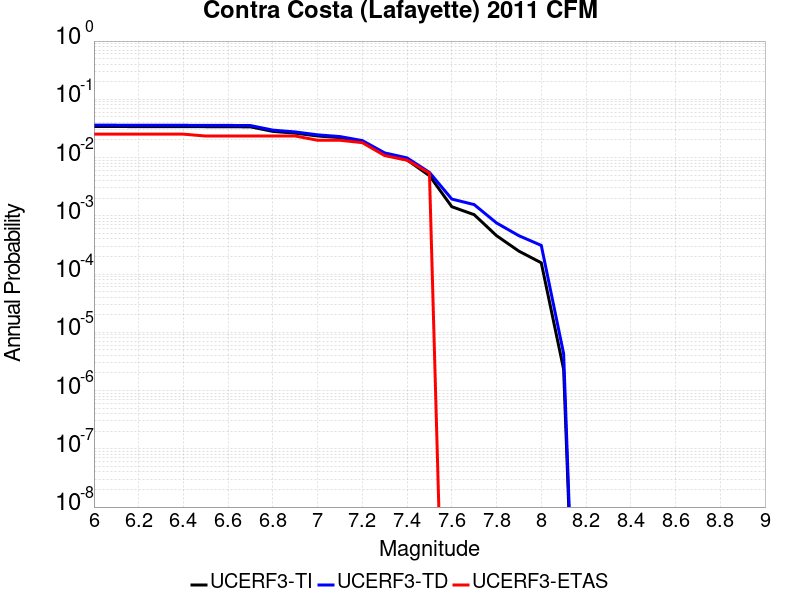 Contra Costa (Lafayette) 2011 CFM
10^0
10^-1
10^-2
10^-3
10^-4
10^-5
10^-6
10^-7
10^-8
Annual Probability
6 6.2 6.4 6.6 6.8 7 7.2 7.4 7.6 7.8 8 8.2 8.4 8.6 8.8 9
Magnitude
UCERF3-TI UCERF3-TD UCERF3-ETAS